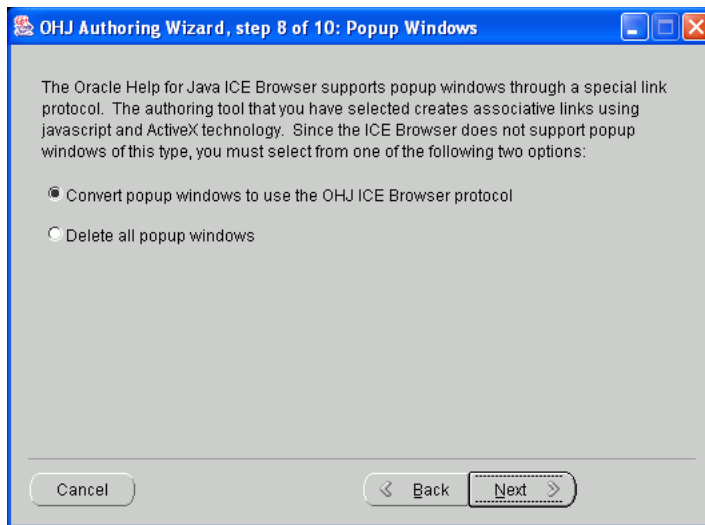 OHJ Authoring Wizard, step 8 of 10: Popup Windows
The Oracle Help for Java ICE Browser supports popup windows through a special link
protocol. The authoring tool that you have selected creates associative links using
javascript and ActiveX technology. Since the ICE Browser does not support popup
windows of this type, you must select from one of the following two options:
Convert popup windows to use the OHJ ICE Browser protocol
Delete all popup windows
Cancel
Back
Next